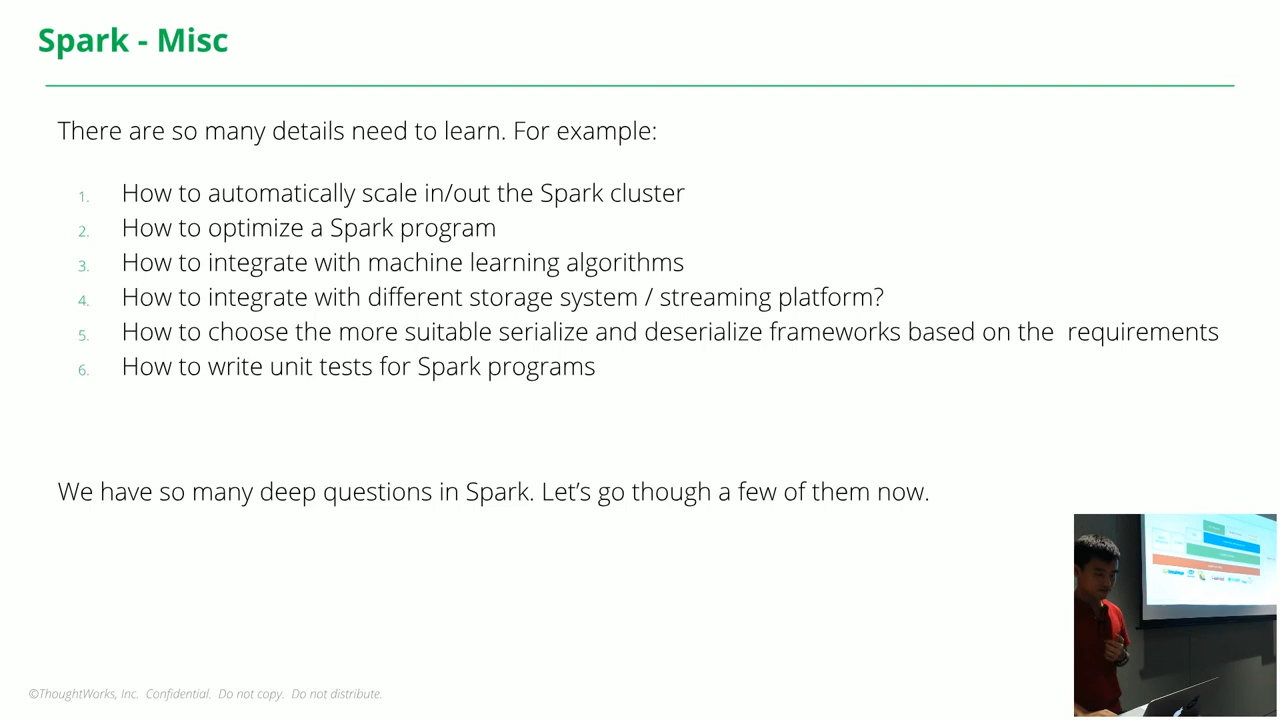 Spark - Misc
There are so many details need to learn. For example:
1. How to automatically scale in/out the Spark cluster
2. How to optimize a Spark program
3. How to integrate with machine learning algorithms
4. How to integrate with different storage system / streaming platform?
5. How to choose the more suitable serialize and deserialize frameworks based on the  requirements
6. How to write unit tests for Spark programs
We have so many deep questions in Spark. Let's go though a few of them now.
©ThoughtWorks, Inc.  Confidential.  Do not copy.  Do not distribute.